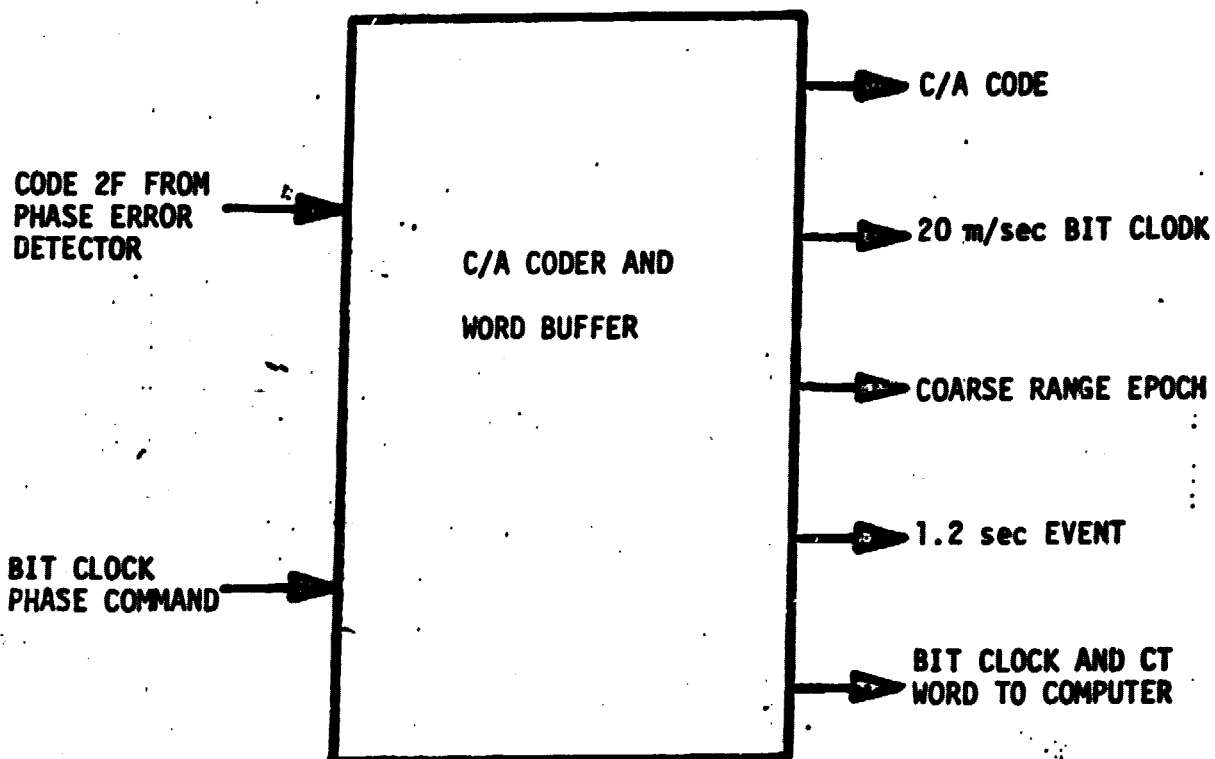 C/A CODE
CODE 2F FROM
PHASE ERROR
DETECTOR
20 m/sec BIT CLODK
C/A CODER AND
WORD BUFFER
COARSE RANGE EPOCH
1.2 sec EVENT
BIT CLOCK
PHASE COMMAND
BIT CLOCK AND CT
WORD TO COMPUTER